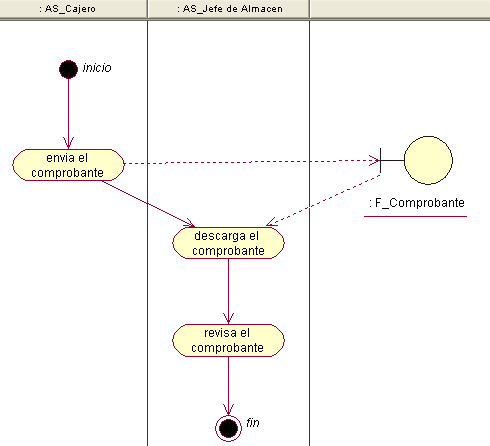 : AS_Cajero
: AS_Jefe de Almacen
inicio
envia el
comprobante
: F_Comprobante
descarga el
comprobante
revisa el
comprobante
fin